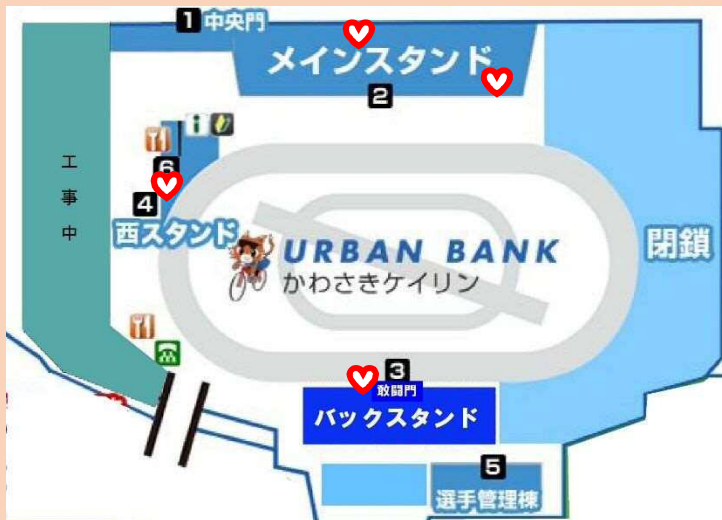 1 中央門
メインスタンド
2
工事中
6
4
西スタンド
URBAN BANK
かわさきケイリン
閉鎖
3
敢闘門
バックスタンド
5
選手管理棟